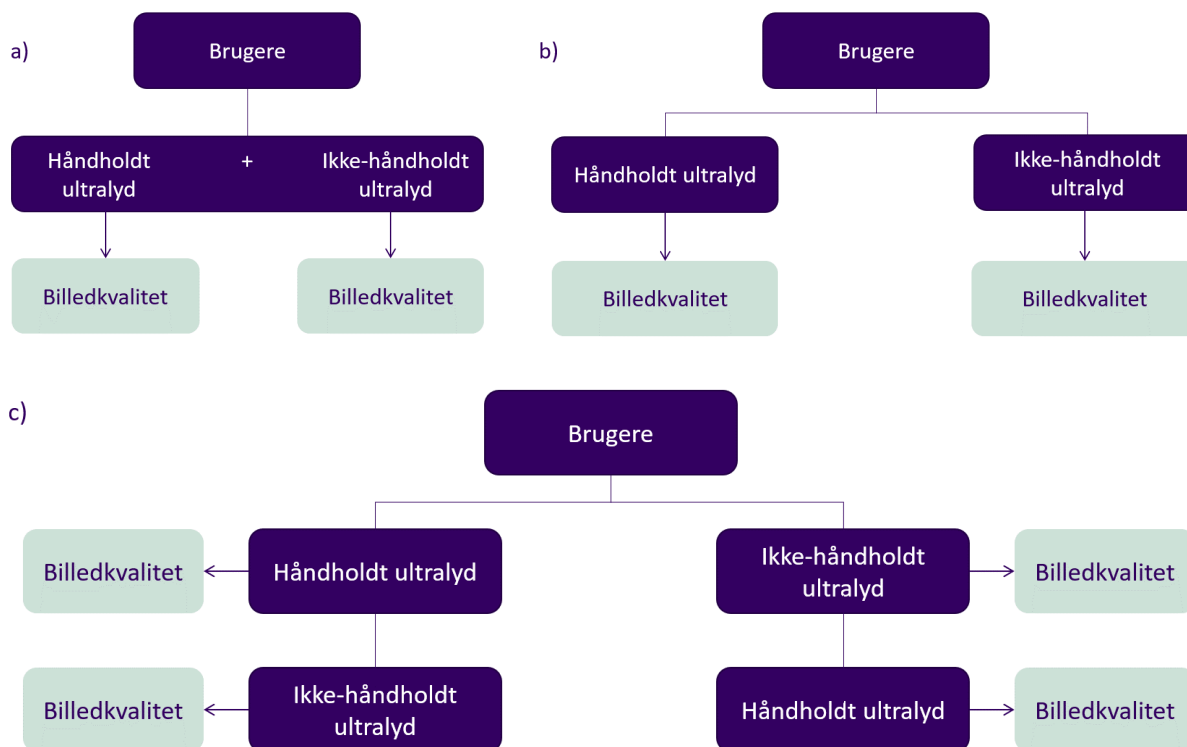 a)
Brugere
Håndholdt + Ikke-håndholdt
ultralyd ultralyd
Billedkvalitet Billedkvalitet
b)
Brugere
Håndholdt ultralyd
Ikke-håndholdt
ultralyd
Billedkvalitet Billedkvalitet
c)
Brugere
Billedkvalitet
Håndholdt ultralyd
Ikke-håndholdt
ultralyd
Billedkvalitet
Billedkvalitet
Ikke-håndholdt
ultralyd
Håndholdt ultralyd
Billedkvalitet